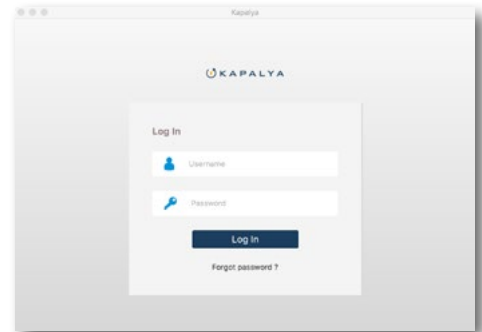 Kapalya
KAPALYA
Log In
Username
Password
Log In
Forgot password ?